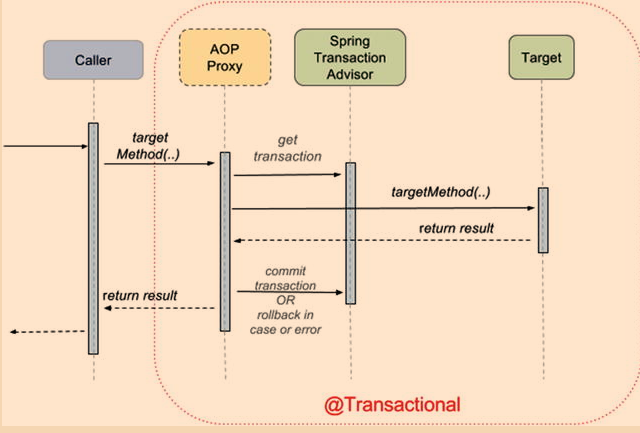 Caller
AOP
Proxy
Spring
Transaction
Advisor
Target
target
Method(..)
get
transaction
targetMethod(..)
return result
commit
transaction
OR
rollback in
case or error
return result
@Transactional